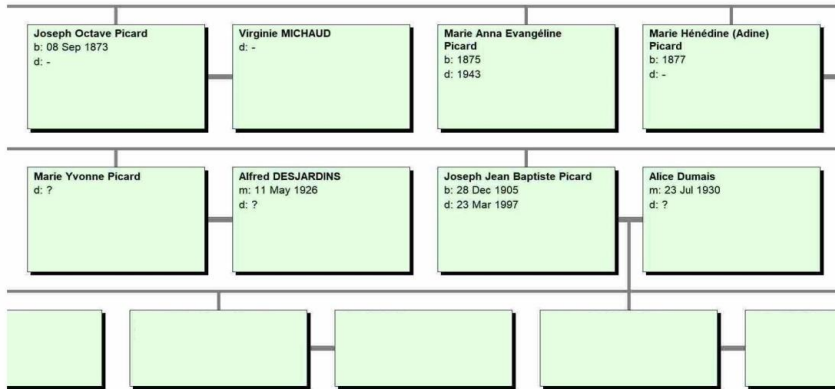 Joseph Octave Picard
b: 08 Sep 1873
d: -
Virginie MICHAUD
d: -
Marie Anna Evangéline
Picard
b: 1875
d: 1943
Marie Hénédine (Adine)
Picard
b: 1877
d: -
Marie Yvonne Picard
d: ?
Alfred DESJARDINS
m: 11 May 1926
d: ?
Joseph Jean Baptiste Picard
b: 28 Dec 1905
d: 23 Mar 1997
Alice Dumais
m: 23 Jul 1930
d: ?